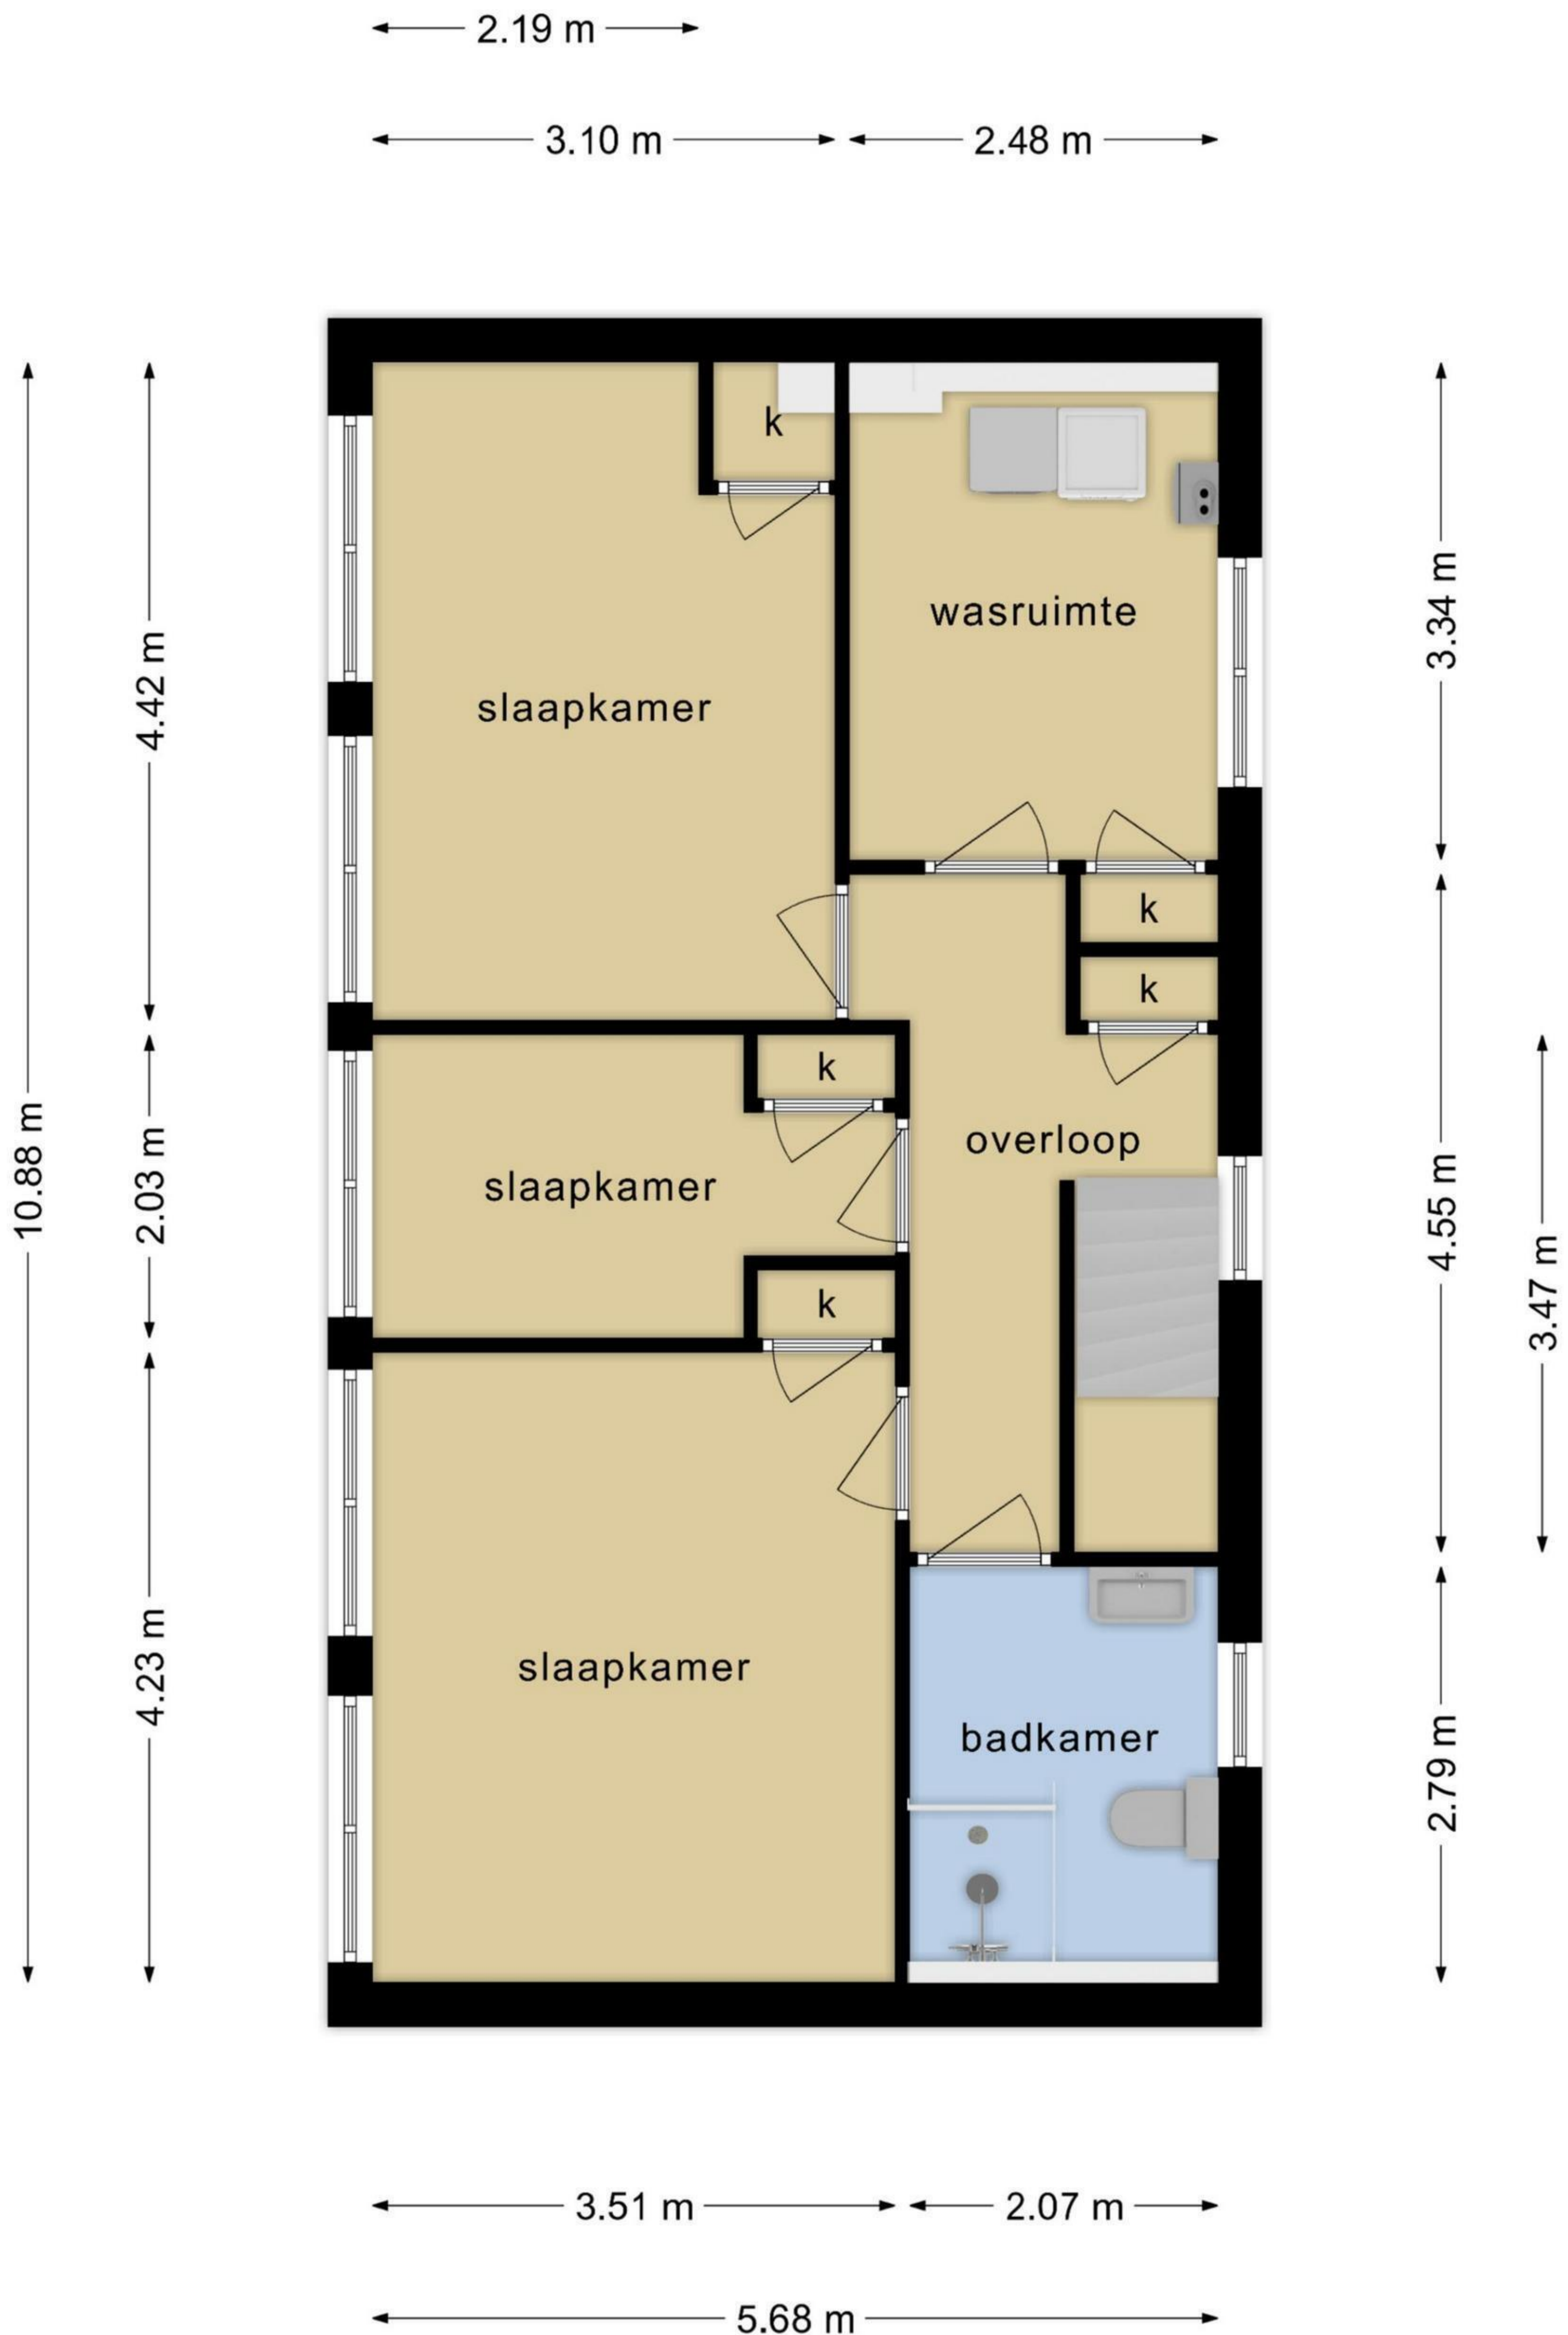 2.19 m
3.10 m
2.48 m
k
wasruimte
slaapkamer
3.34 m
4.42 m
k
k
k
overloop
slaapkamer
10.88 m
2.03 m
4.55 m
3.47 m
k
slaapkamer
4.23 m
badkamer
2.79 m
3.51 m
2.07 m
5.68 m